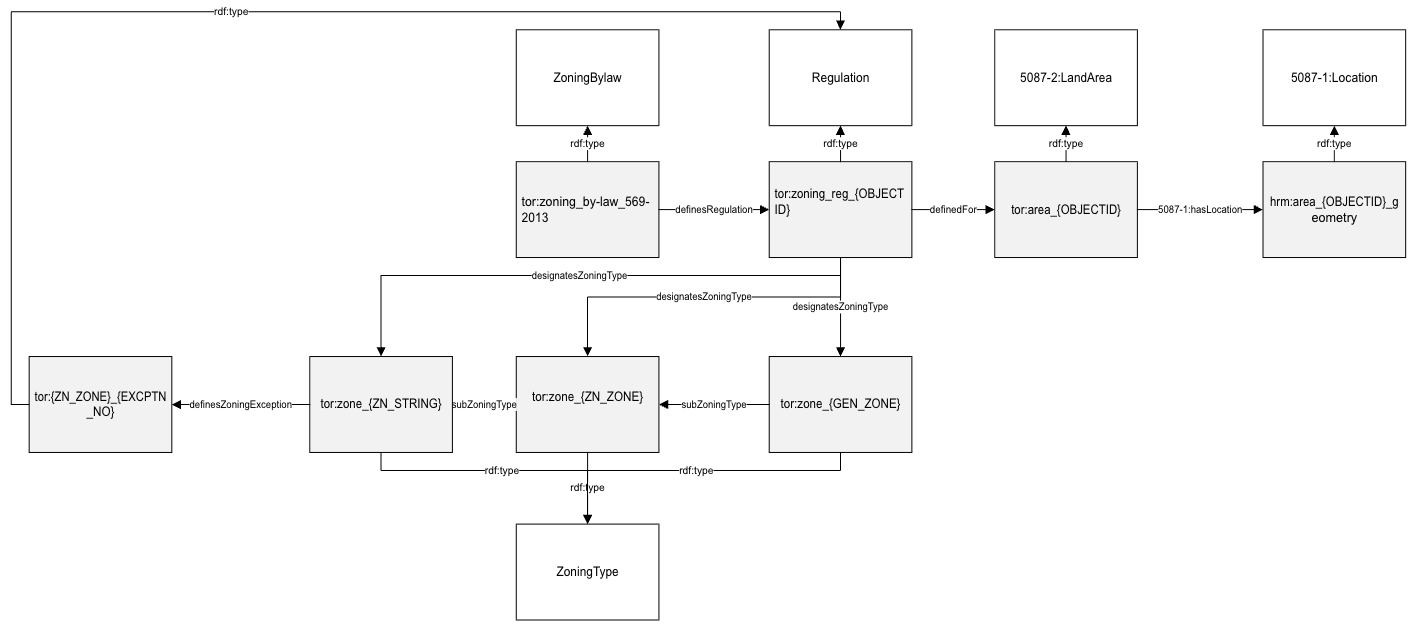 rdf:type
ZoningBylaw
Regulation
5087-2:LandArea
5087-1:Location
rdf:type
rdf:type
rdf:type
rdf:type
tor:zoning_by-law_569-
2013
definesRegulation
tor:zoning_reg_{OBJECT
ID}
definedFor
tor:area_{OBJECTID}
5087-1:hasLocation
hrm:area_{OBJECTID}_g
eometry
designatesZoningType
designatesZoningType
designatesZoningType
tor:{ZN_ZONE}_{EXCPTN
_NO}
definesZoningException
tor:zone_{ZN_STRING}
subZoningType
tor:zone_{ZN_ZONE}
subZoningType
tor:zone_{GEN_ZONE}
rdf:type
rdf:type
rdf:type
ZoningType